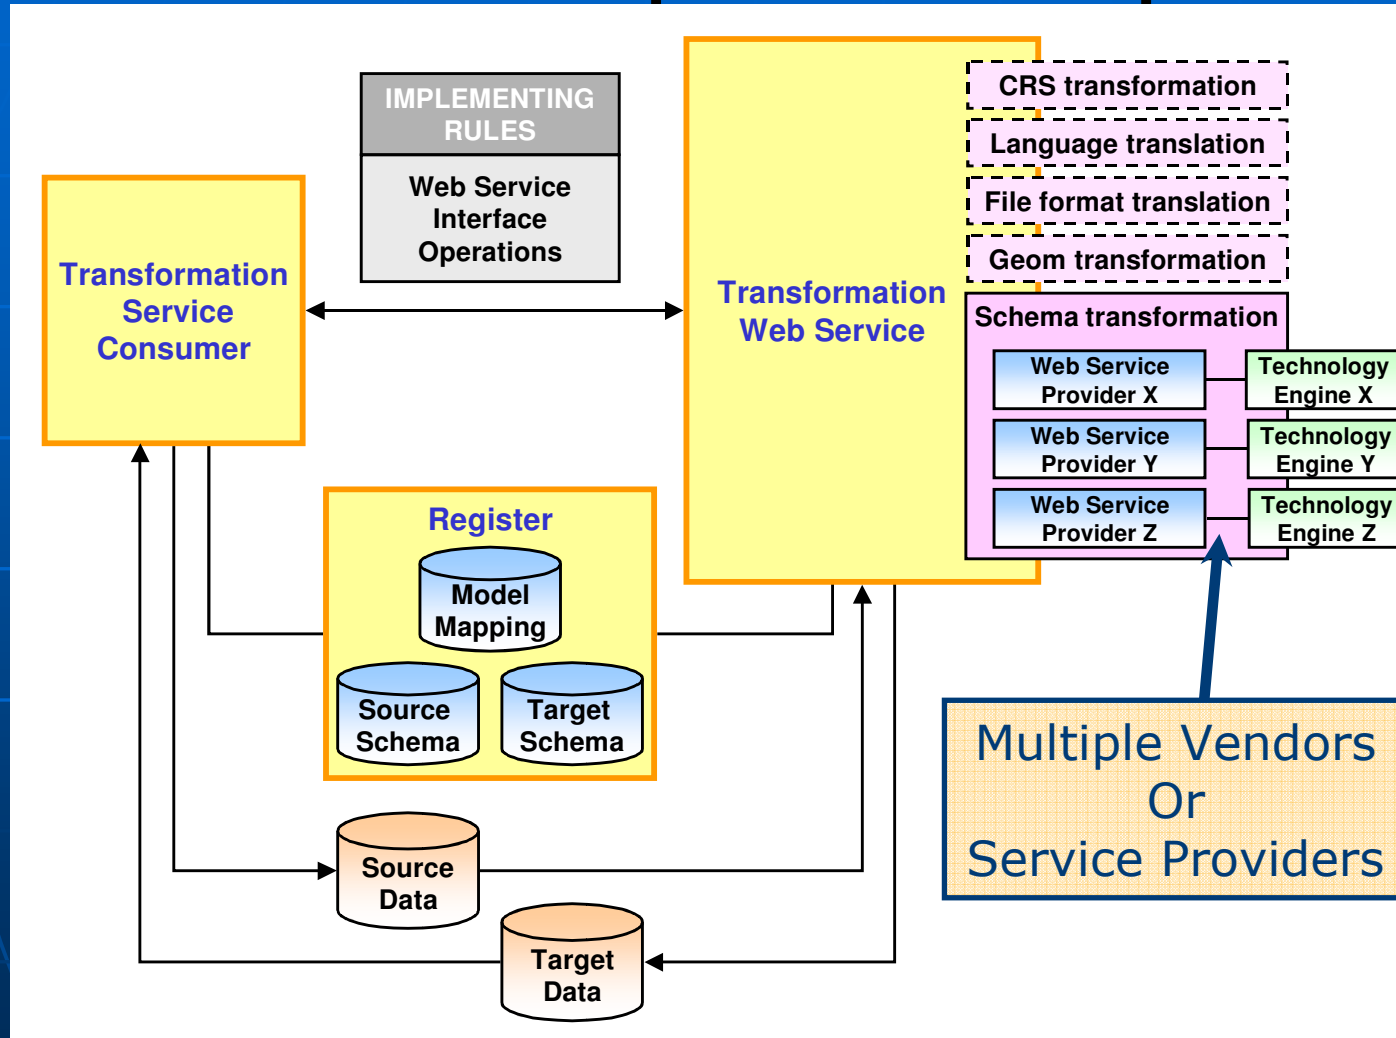 IMPLEMENTING
RULES
Web Service
Interface
Operations
Transformation
Service
Consumer
Transformation
Web Service
CRS transformation
Language translation
File format translation
Geom transformation
Schema transformation
Web Service
Provider X
Technology
Engine X
Web Service
Provider Y
Technology
Engine Y
Web Service
Provider Z
Technology
Engine Z
Register
Model
Mapping
Source
Schema
Target
Schema
Source
Data
Target
Data
Multiple Vendors
Or
Service Providers